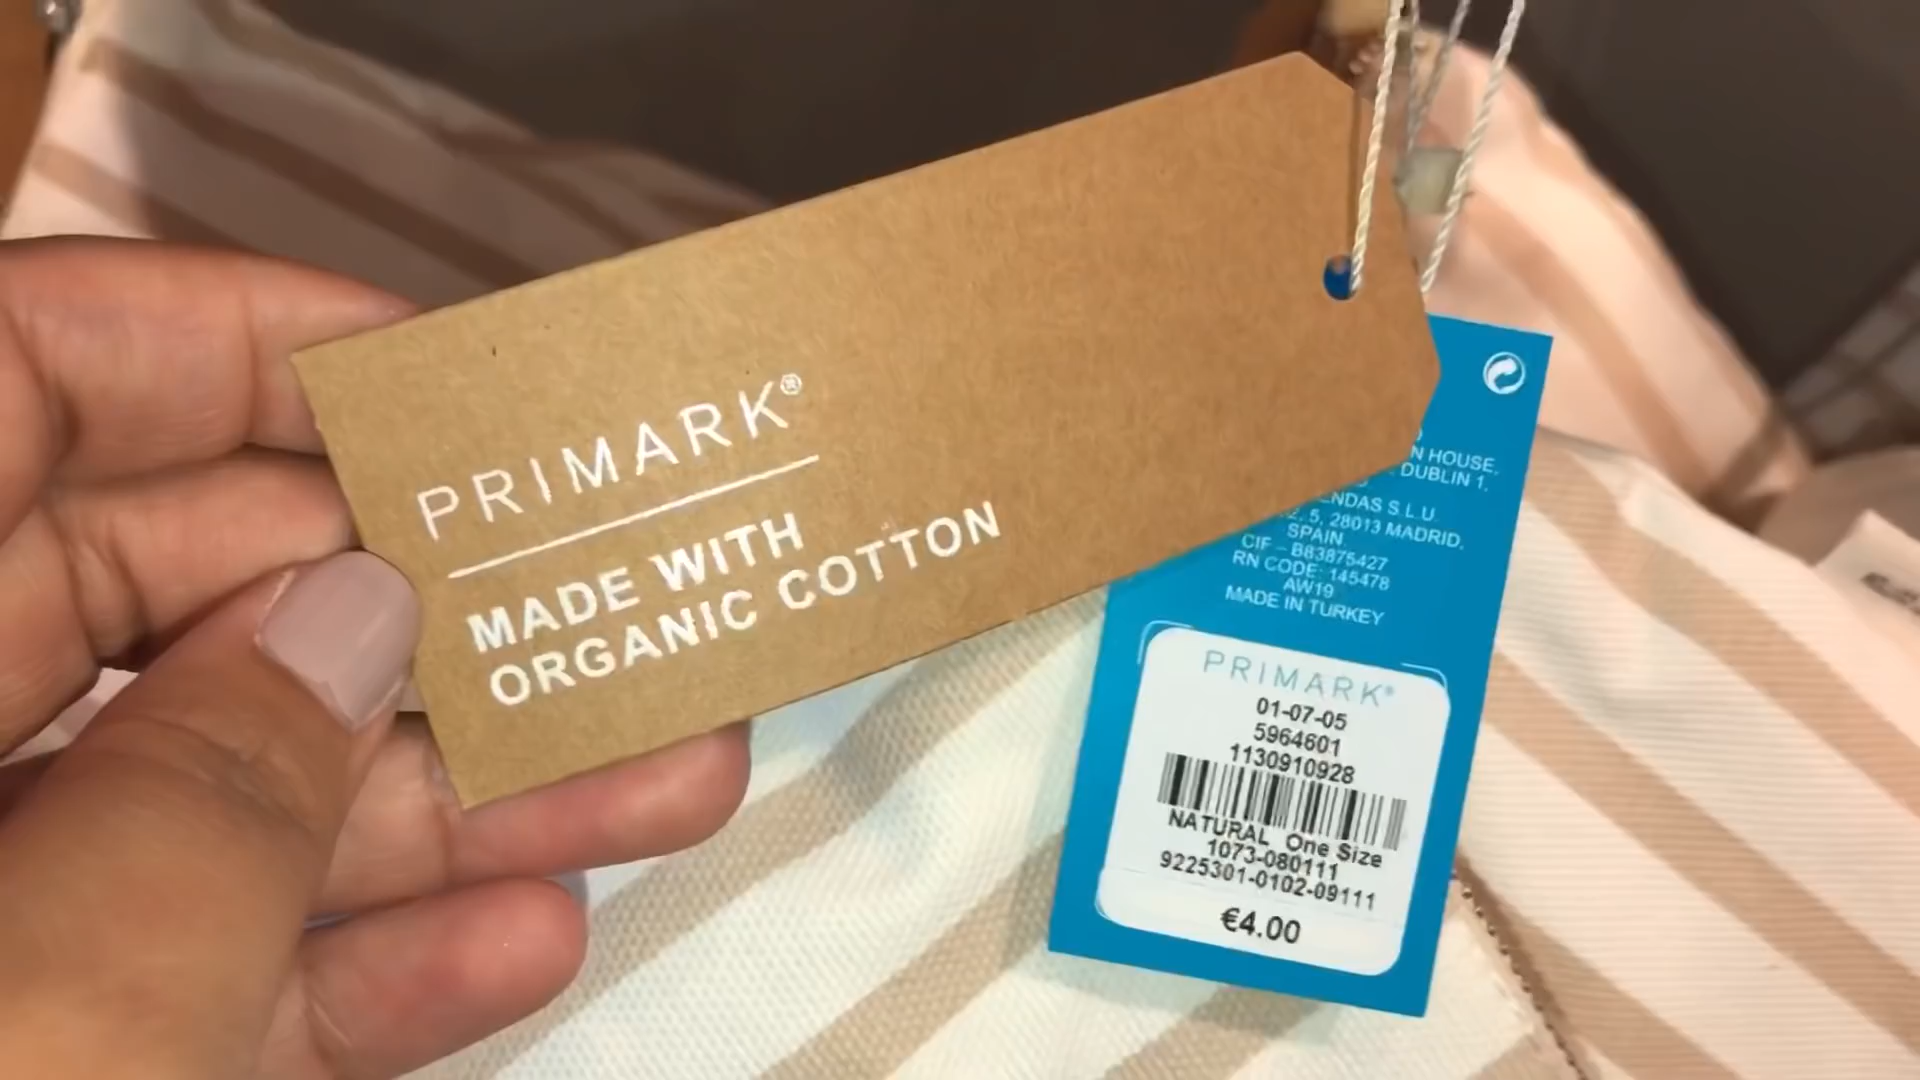 PRIMARK®
MADE WITH
ORGANIC COTTON
HOUSE,
DUBLIN 1,
S.L.U.
5, 28013 MADRID,
SPAIN
CIF – B83875427
RN CODE: 145478
AW19
MADE IN TURKEY
PRIMARK®
01-07-05
5964601
1130910928
NATURAL One Size
1073-080111
9225301-0102-09111
€4.00